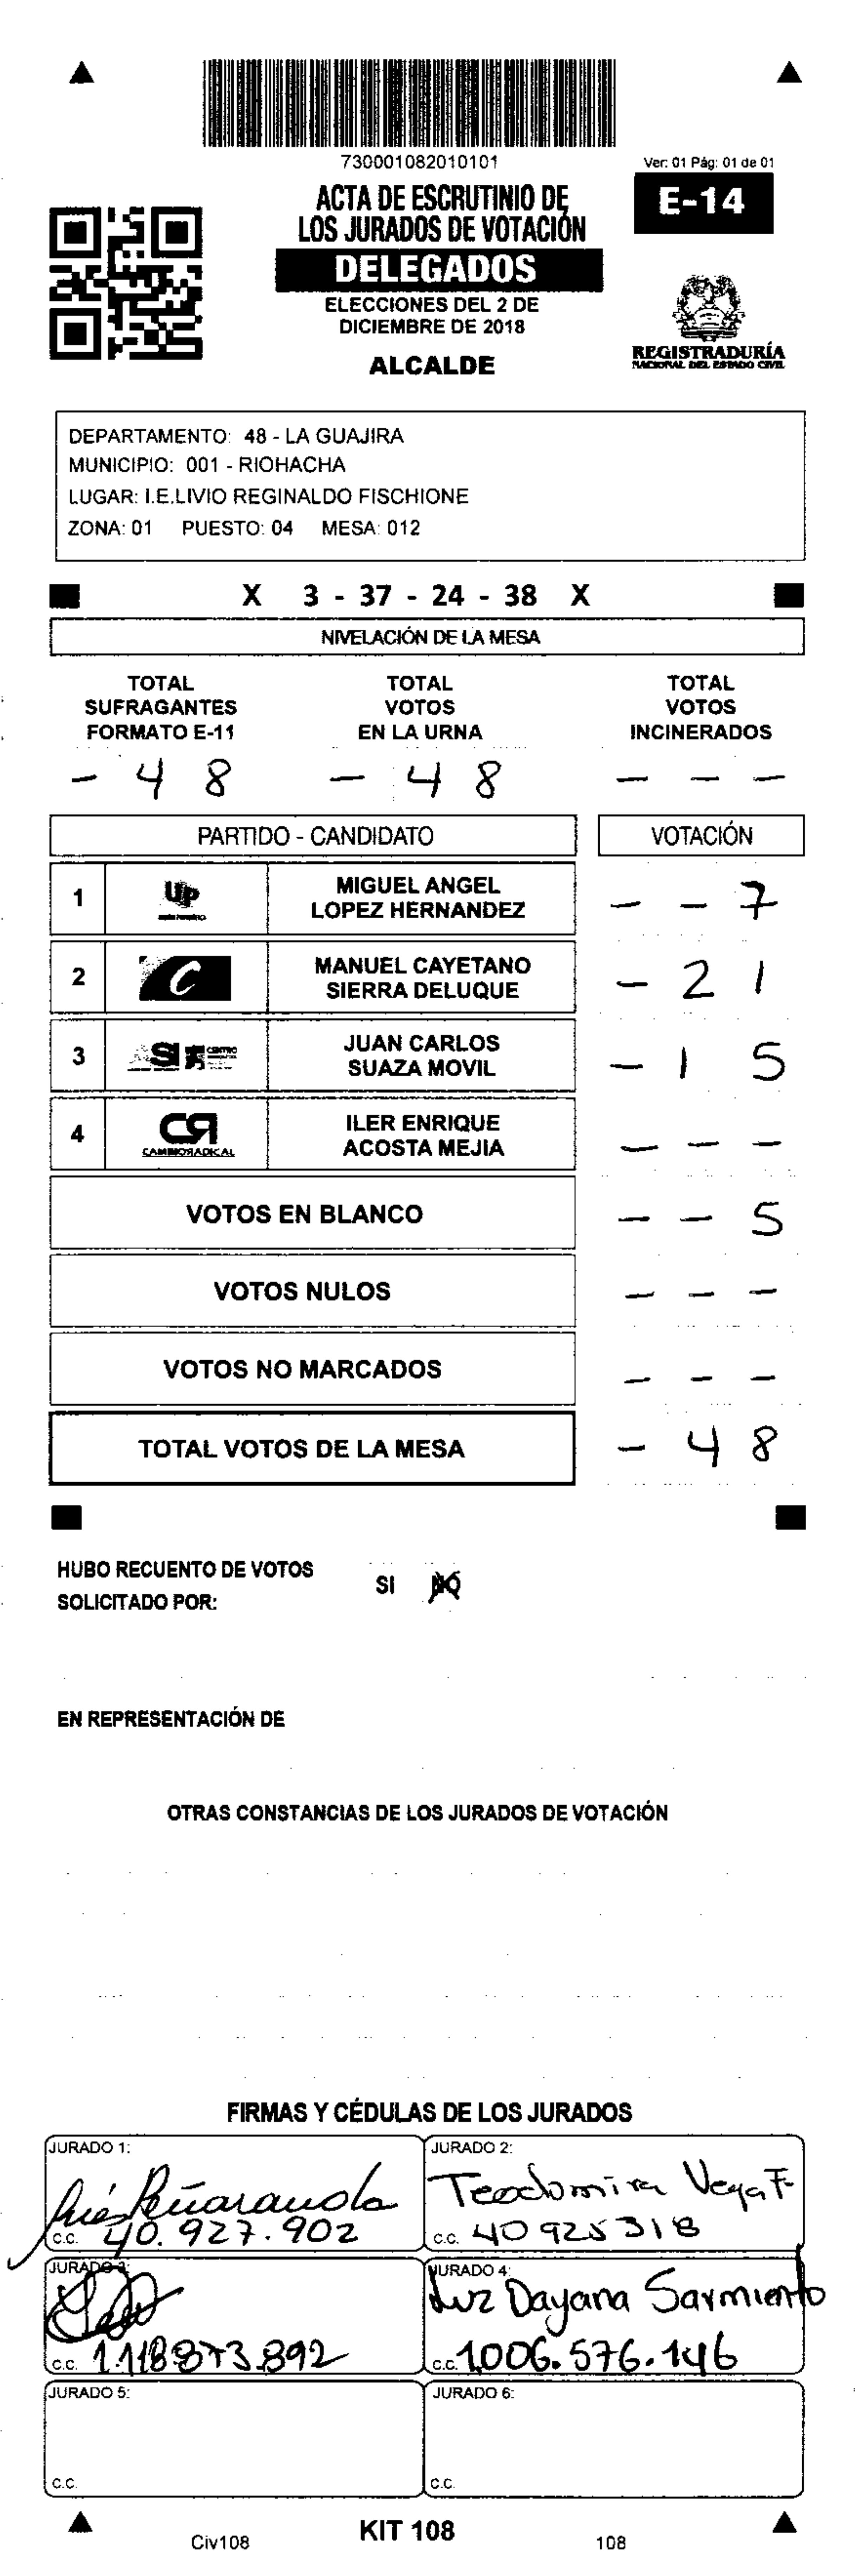 730001082010101
Ver: 01 Pág: 01 de 01
ACTA DE ESCRUTINIO DE
LOS JURADOS DE VOTACIÓN
E-14
DELEGADOS
ELECCIONES DEL 2 DE
DICIEMBRE DE 2018
ALCALDE
REGISTRADURÍA
NACIONAL DEL ESTADO CIVIL
DEPARTAMENTO: 48 - LA GUAJIRA
MUNICIPIO: 001 - RIOHACHA
LUGAR: I.E.LIVIO REGINALDO FISCHIONE
ZONA: 01 PUESTO: 04 MESA: 012
X 3 - 37 - 24 - 38 X
NIVELACIÓN DE LA MESA
TOTAL SUFRAGANTES FORMATO E-11
TOTAL VOTOS EN LA URNA
TOTAL VOTOS INCINERADOS
- 4 8 - 4 8 - - -
PARTIDO - CANDIDATO VOTACIÓN
1 UP MIGUEL ANGEL
LOPEZ HERNANDEZ - - 7
2 C MANUEL CAYETANO
SIERRA DELUQUE - 2 1
3 SI CENTRO JUAN CARLOS
SUAZA MOVIL - 1 5
4 CR CAMBIO RADICAL ILER ENRIQUE
ACOSTA MEJIA - - -
VOTOS EN BLANCO - - 5
VOTOS NULOS - - -
VOTOS NO MARCADOS - - -
TOTAL VOTOS DE LA MESA - 4 8
HUBO RECUENTO DE VOTOS SI NO
SOLICITADO POR:
EN REPRESENTACIÓN DE
OTRAS CONSTANCIAS DE LOS JURADOS DE VOTACIÓN
FIRMAS Y CÉDULAS DE LOS JURADOS
JURADO 1:
Peñaranda
C.C. 40.927.902
JURADO 2:
Teodomira Vega F
C.C. 40925318
JURADO 3:
C.C. 1.118873.892
JURADO 4:
Luz Dayana Sarmiento
C.C. 1.006.576.146
JURADO 5:
C.C.
JURADO 6:
C.C.
Civ108 KIT 108 108